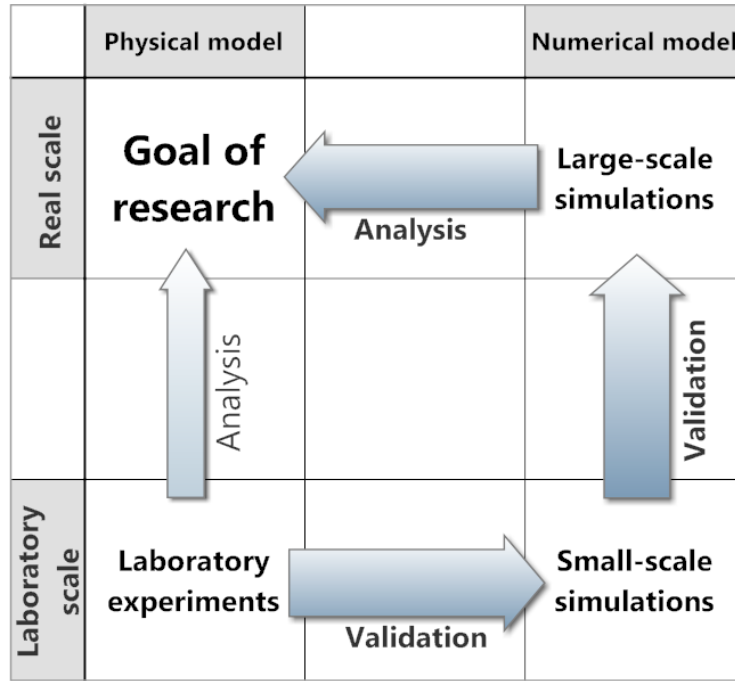 Physical model
Numerical model
Real scale
Goal of
research
Analysis
Large-scale
simulations
Analysis
Validation
Laboratory
scale
Laboratory
experiments
Validation
Small-scale
simulations